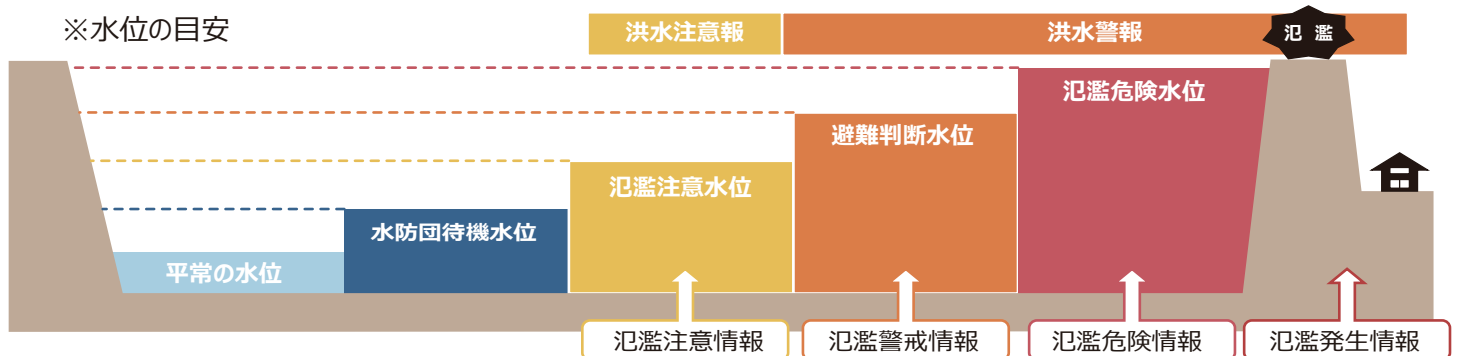 ※水位の目安
洪水注意報
洪水警報
氾 濫
氾濫危険水位
避難判断水位
氾濫注意水位
水防団待機水位
平常の水位
氾濫注意情報
氾濫警戒情報
氾濫危険情報
氾濫発生情報